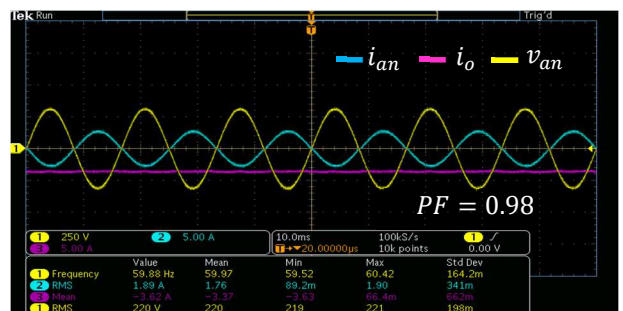 Tek Run Trig'd
T
T
i_an i_o v_an
1
PF = 0.98
1 250 V 2 5.00 A 10.0ms 100kS/s 1 0.00 V
3 5.00 A T→▼20.00000µs 10k points
Value Mean Min Max Std Dev
1 Frequency 59.88 Hz 59.97 59.52 60.42 164.2m
2 RMS 1.89 A 1.76 89.2m 1.90 341m
3 Mean −3.62 A −3.37 −3.63 66.4m 662m
1 RMS 220 V 220 219 221 198m